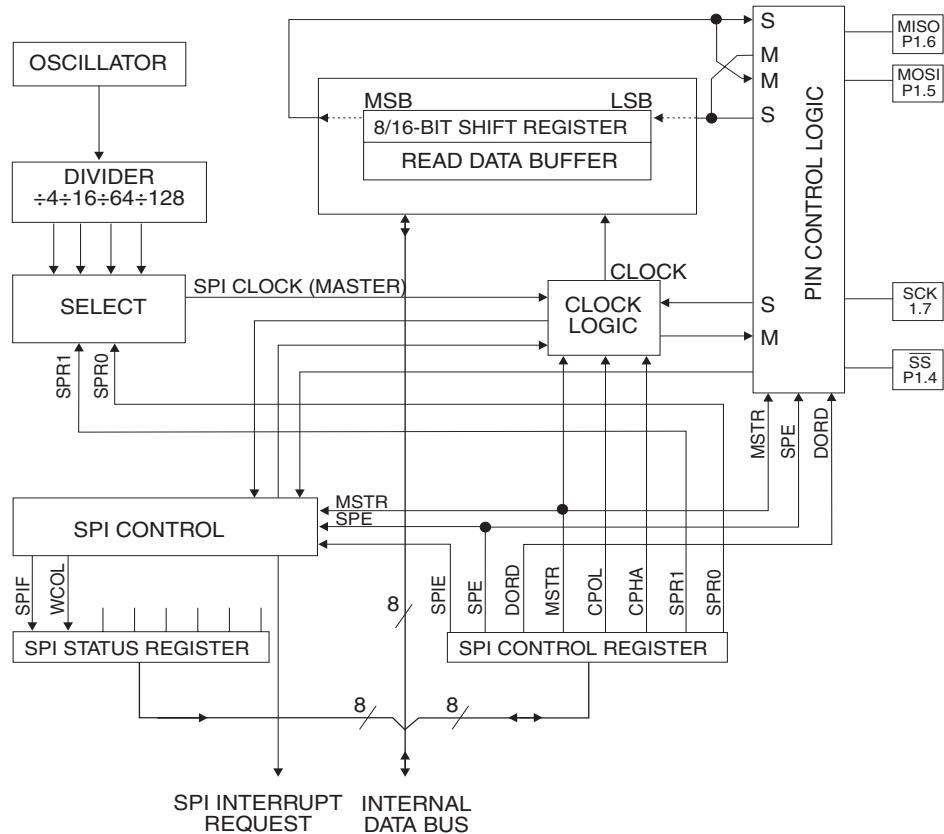 OSCILLATOR
DIVIDER
÷4÷16÷64÷128
SELECT
SPI CLOCK (MASTER)
SPR1
SPR0
MSB
LSB
8/16-BIT SHIFT REGISTER
READ DATA BUFFER
CLOCK
CLOCK
LOGIC
S
M
M
S
S
M
PIN CONTROL LOGIC
MISO
P1.6
MOSI
P1.5
SCK
1.7
SS
P1.4
MSTR
SPE
DORD
SPI CONTROL
MSTR
SPE
SPIF
WCOL
SPI STATUS REGISTER
8
SPIE
SPE
DORD
MSTR
CPOL
CPHA
SPR1
SPR0
SPI CONTROL REGISTER
8
8
SPI INTERRUPT
REQUEST
INTERNAL
DATA BUS